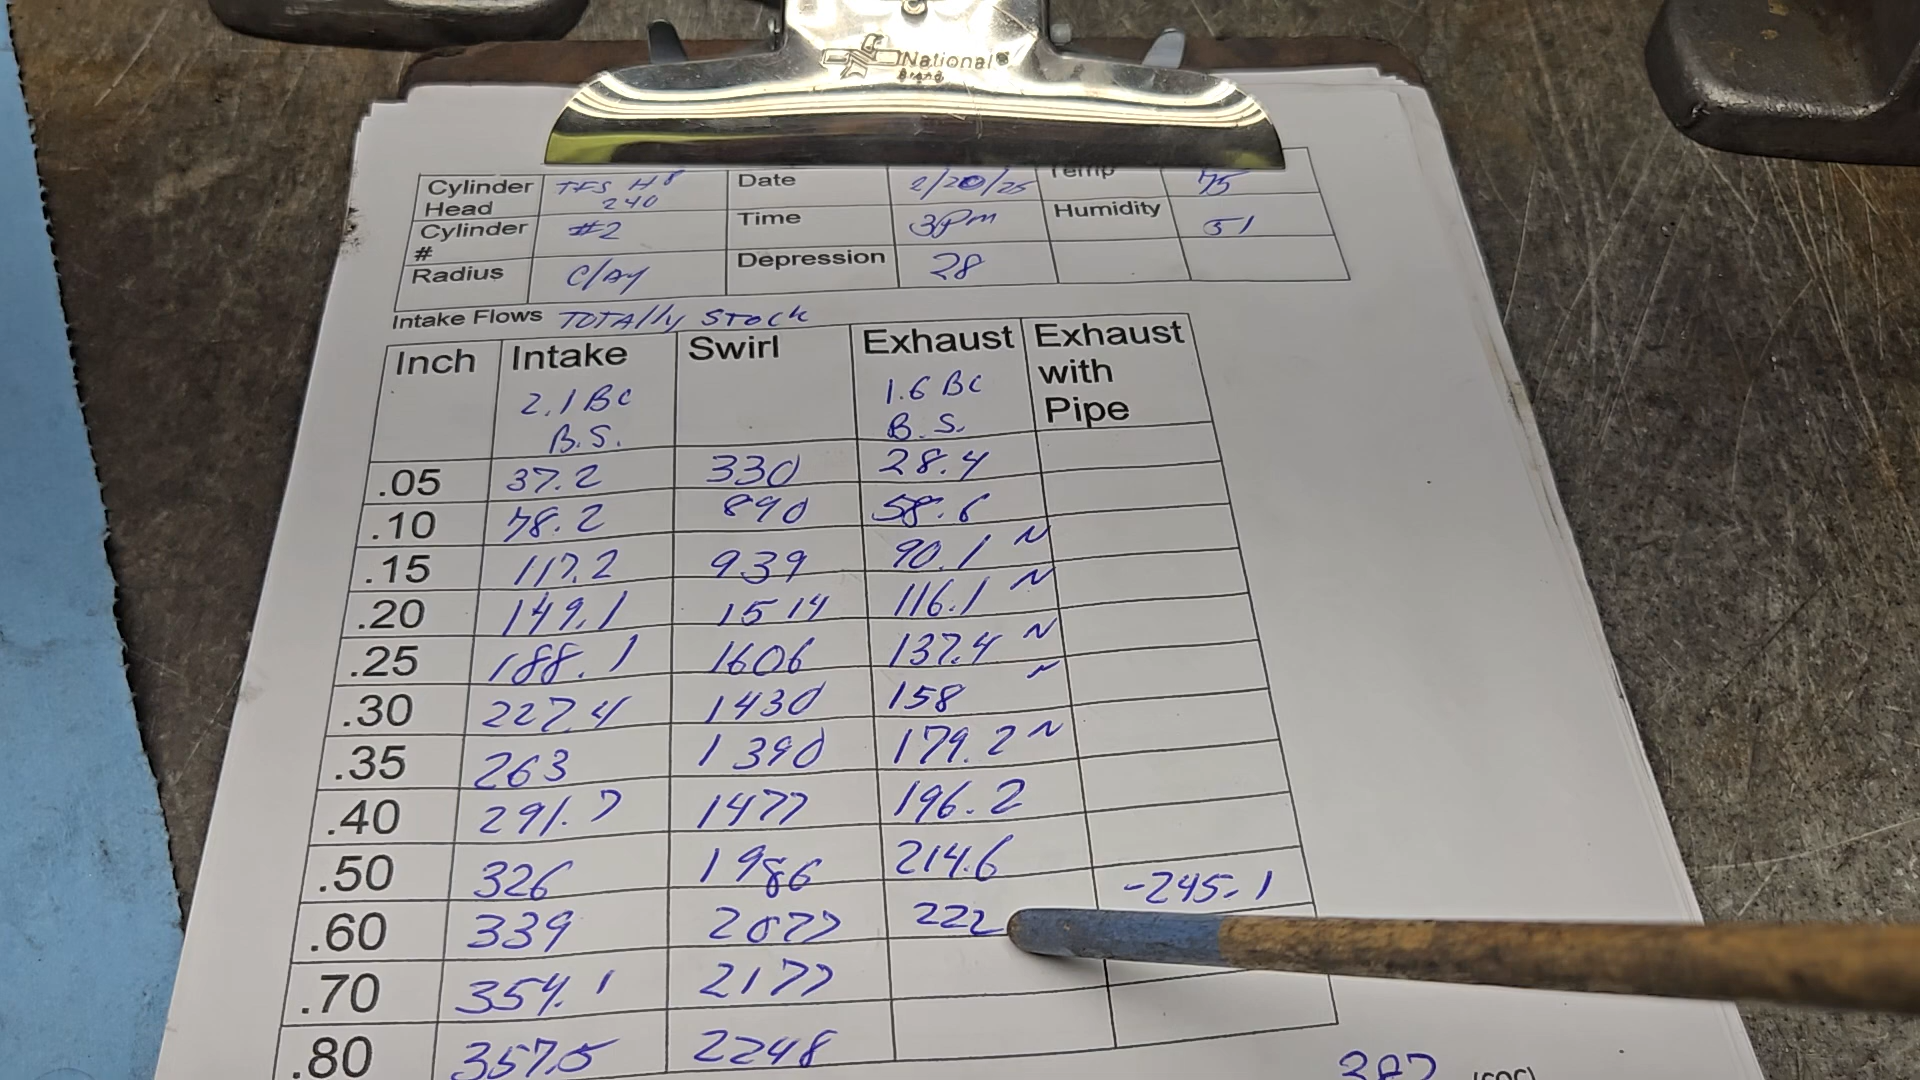 National®
Brand
Cylinder Head TFS H8 240 Date 2/20/25 Temp 75
Cylinder # #2 Time 3pm Humidity 51
Radius Clay Depression 28
Intake Flows TOTAlly STOCK
Inch Intake 2.1 BC B.S. Swirl Exhaust 1.6 BC B.S. Exhaust with Pipe
.05 37.2 330 28.4
.10 78.2 890 58.6
.15 117.2 939 90.1 ~
.20 149.1 1514 116.1 ~
.25 188.1 1606 137.4 ~
.30 227.4 1430 158 ~
.35 263 1390 179.2 ~
.40 291.7 1477 196.2
.50 326 1986 214.6
.60 339 2077 222 -245.1
.70 354.1 2177
.80 357.5 2248